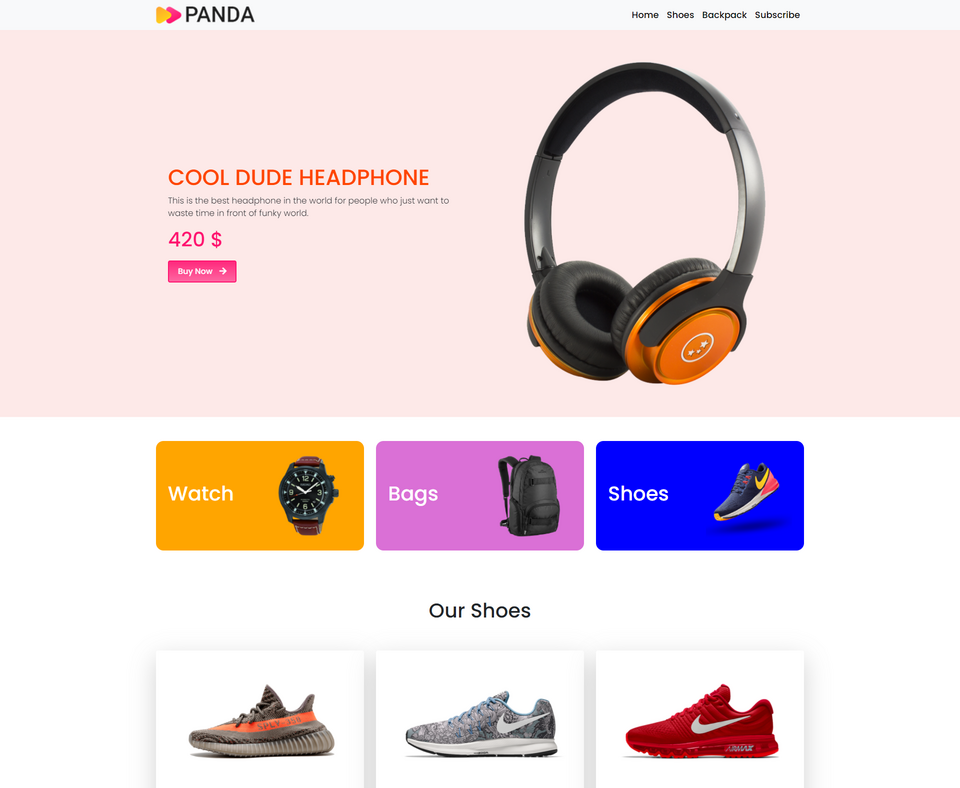 PANDA
Home Shoes Backpack Subscribe
COOL DUDE HEADPHONE
This is the best headphone in the world for people who just want to
waste time in front of funky world.
420 $
Buy Now
Watch
Bags
Shoes
Our Shoes
AIRMAX